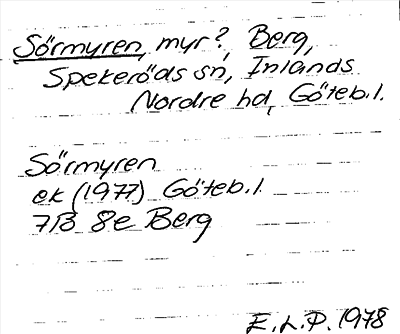 Sörmyren, myr?, Berg,
Spekeröds sn, Inlands
Nordre hd, Göteb.l.
Sörmyren
ek (1977) Göteb.l.
7B 8e Berg
E.L.P. 1978